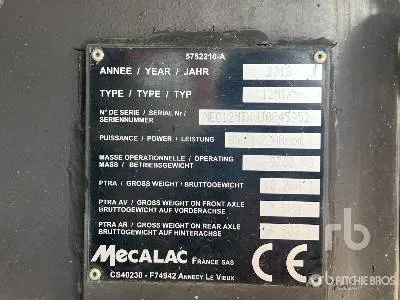 5752210-A
ANNEE / YEAR / JAHR 2018
TYPE / TYPE / TYP
N° DE SERIE / SERIAL Nr /
SERIENNUMMER
PUISSANCE / POWER / LEISTUNG
MASSE OPERATIONNELLE / OPERATING
MASS / BETRIEBSGEWICHT
PTRA / GROSS WEIGHT/ BRUTTOGEWICHT
PTRA AV / GROSS WEIGHT ON FRONT AXLE
BRUTTOGEWICHT AUF VORDERACHSE
PTRA AR / GROSS WEIGHT ON REAR AXLE
BRUTTOGEWICHT AUF HINTERACHSE
MECALAC FRANCE SAS
CS40230 - F74942 ANNECY LE VIEUX
CE
rb
RITCHIE BROS